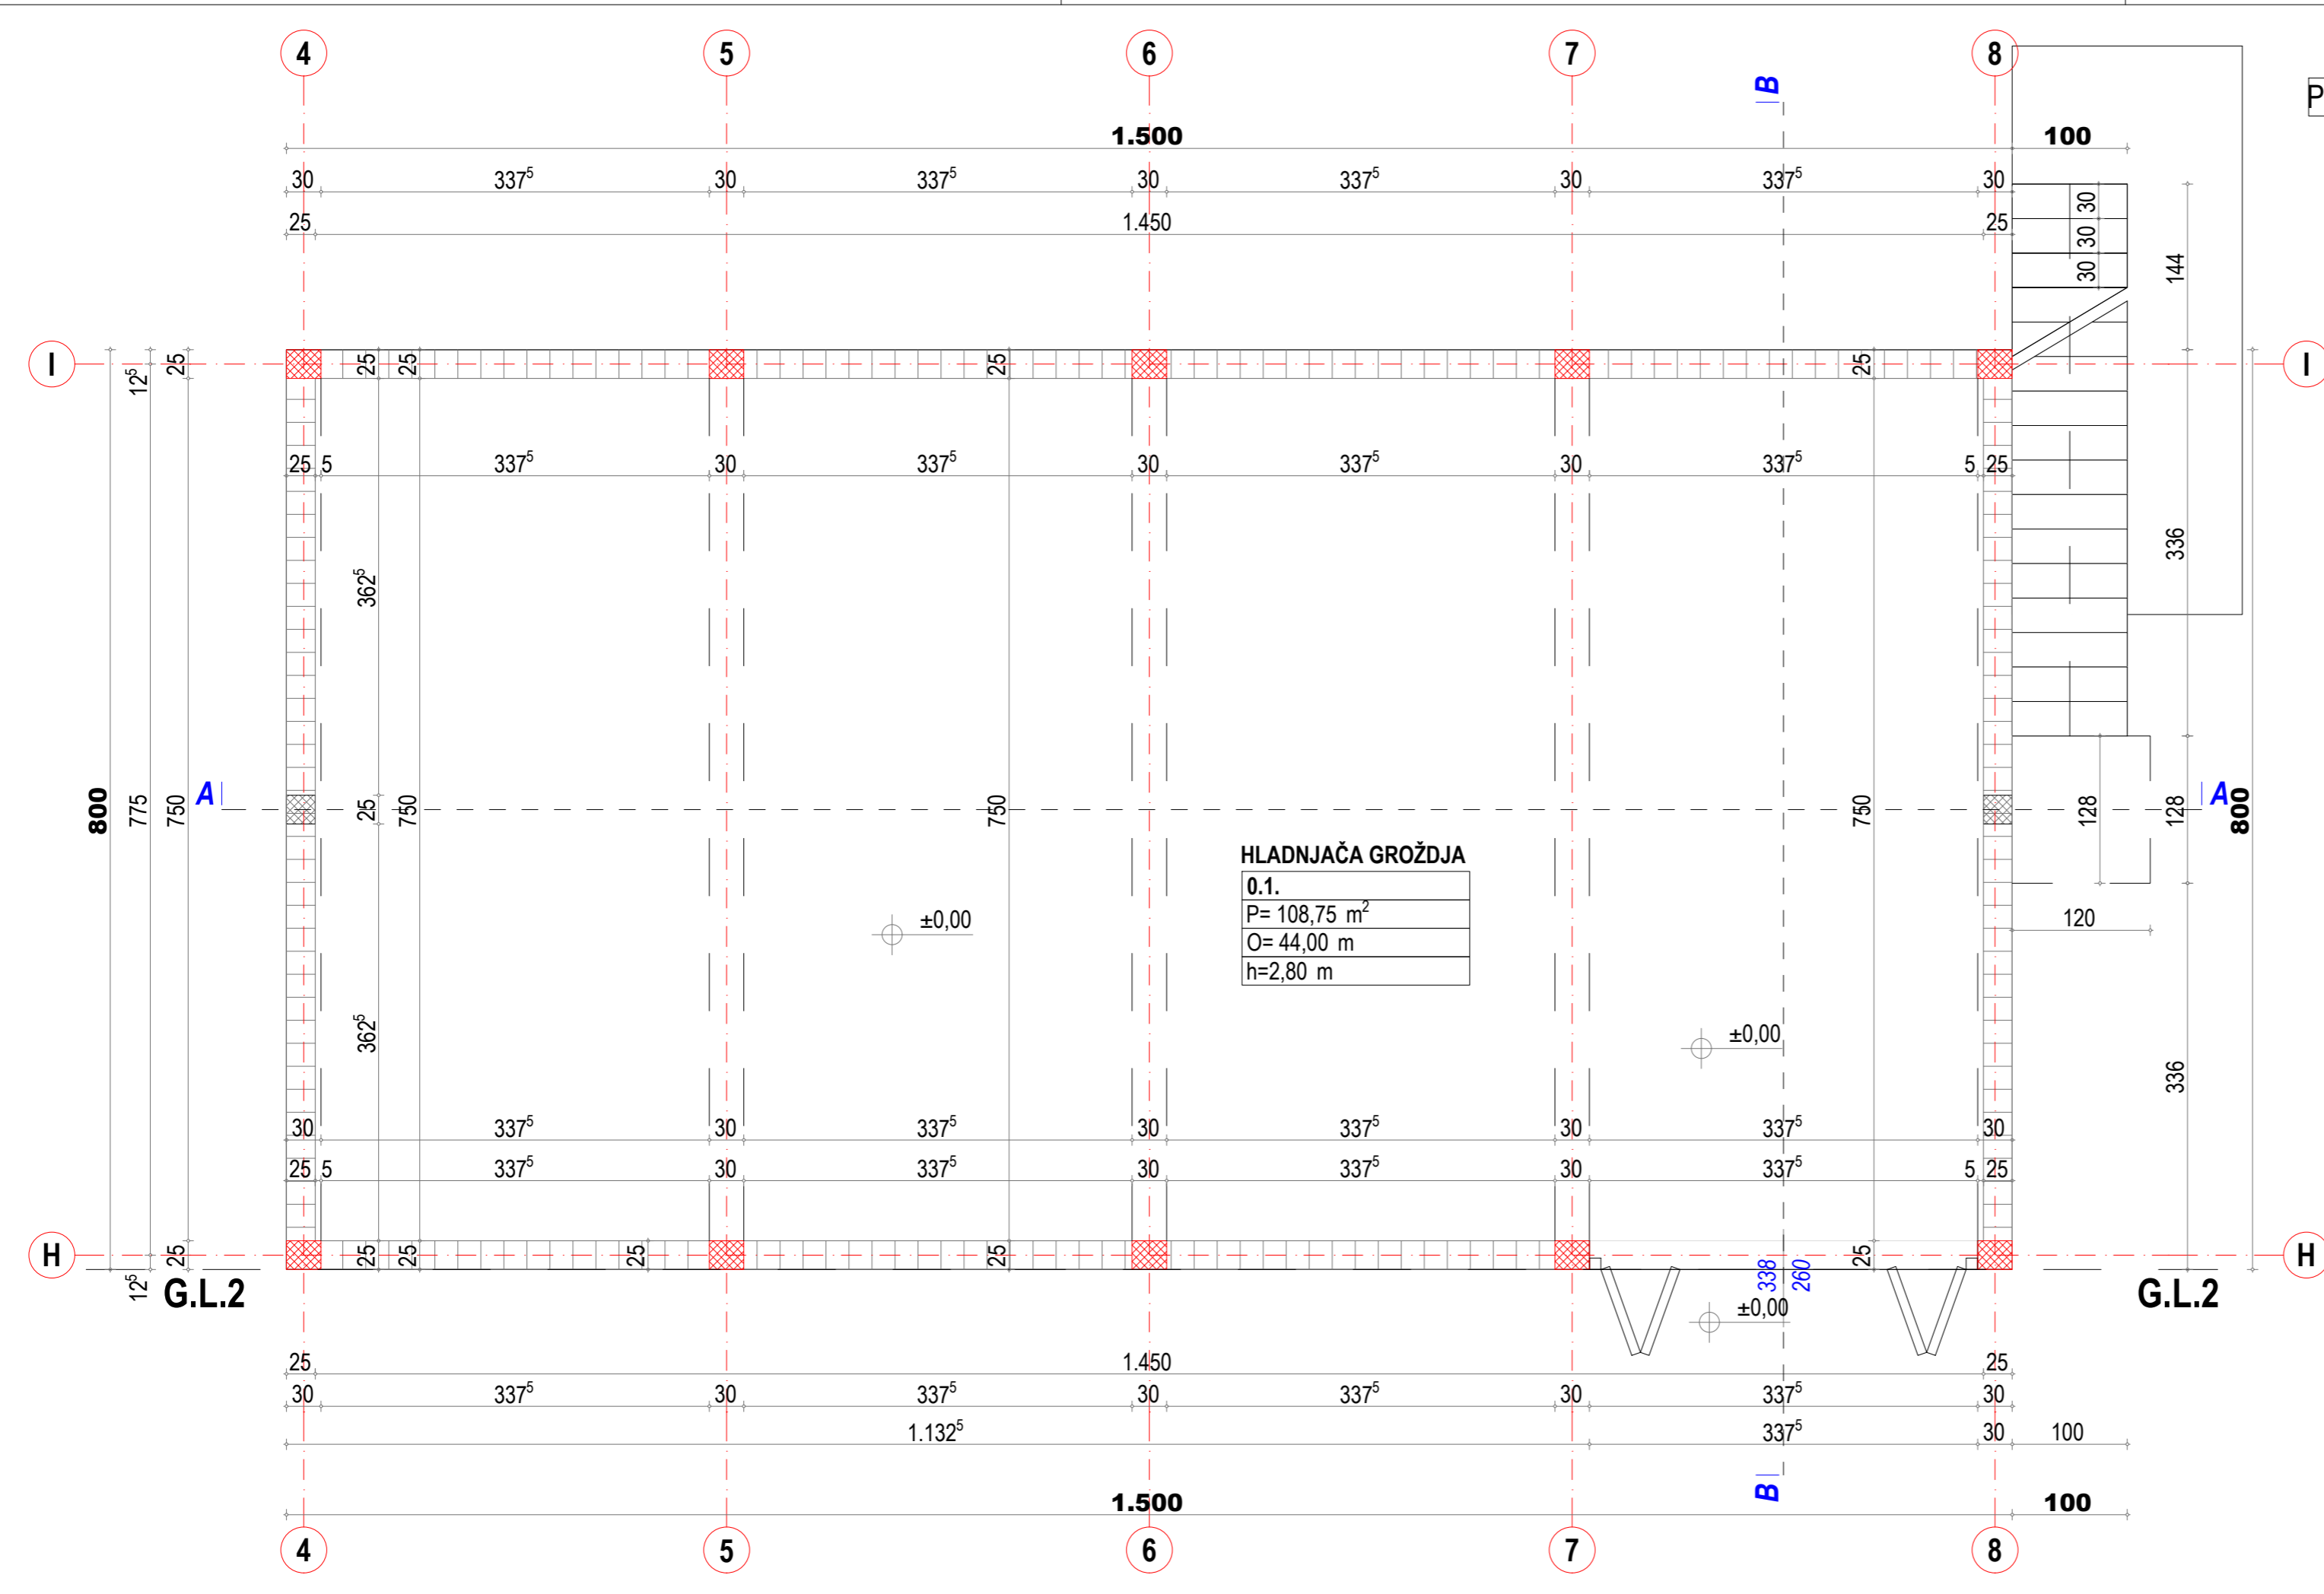 4 5 6 7 8
B
P
1.500 100
30 337⁵ 30 337⁵ 30 337⁵ 30 337⁵ 30
25 1.450 25
30
30
30
144
I 25 25 25 25 25 I
12⁵
25 5 337⁵ 30 337⁵ 30 337⁵ 30 337⁵ 5 25
336
362⁵
800 775 750 A 25 750 750 750 128 128 A 800
HLADNJAČA GROŽDJA
0.1.
P= 108,75 m²
O= 44,00 m
h=2,80 m
±0,00
120
362⁵
±0,00
336
30 337⁵ 30 337⁵ 30 337⁵ 30 337⁵ 30
25 5 337⁵ 30 337⁵ 30 337⁵ 30 337⁵ 5 25
H 25 25 25 25 25 25 H
12⁵
338
260
G.L.2 G.L.2
±0,00
25 1.450 25
30 337⁵ 30 337⁵ 30 337⁵ 30 337⁵ 30
1.132⁵ 337⁵ 30 100
B
1.500 100
4 5 6 7 8